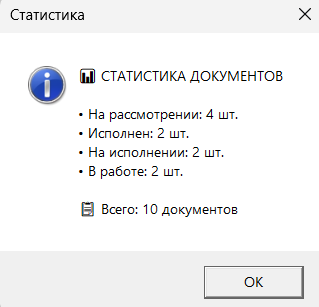 Статистика
СТАТИСТИКА ДОКУМЕНТОВ
• На рассмотрении: 4 шт.
• Исполнен: 2 шт.
• На исполнении: 2 шт.
• В работе: 2 шт.
Всего: 10 документов
ОК